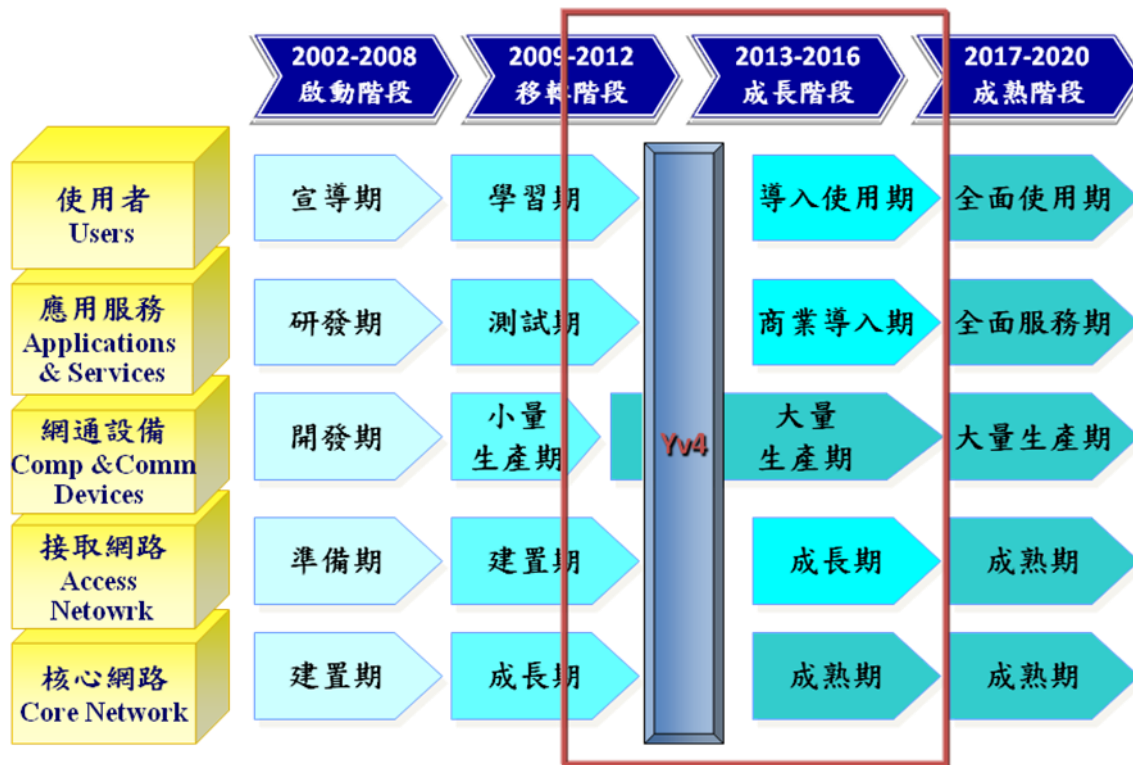 2002-2008
啟動階段
2009-2012
移轉階段
2013-2016
成長階段
2017-2020
成熟階段
使用者
Users
宣導期
學習期
導入使用期
全面使用期
應用服務
Applications
& Services
研發期
測試期
商業導入期
全面服務期
網通設備
Comp &Comm
Devices
開發期
小量
生產期
Yv4
大量
生產期
大量生產期
接取網路
Access
Netowrk
準備期
建置期
成長期
成熟期
核心網路
Core Network
建置期
成長期
成熟期
成熟期